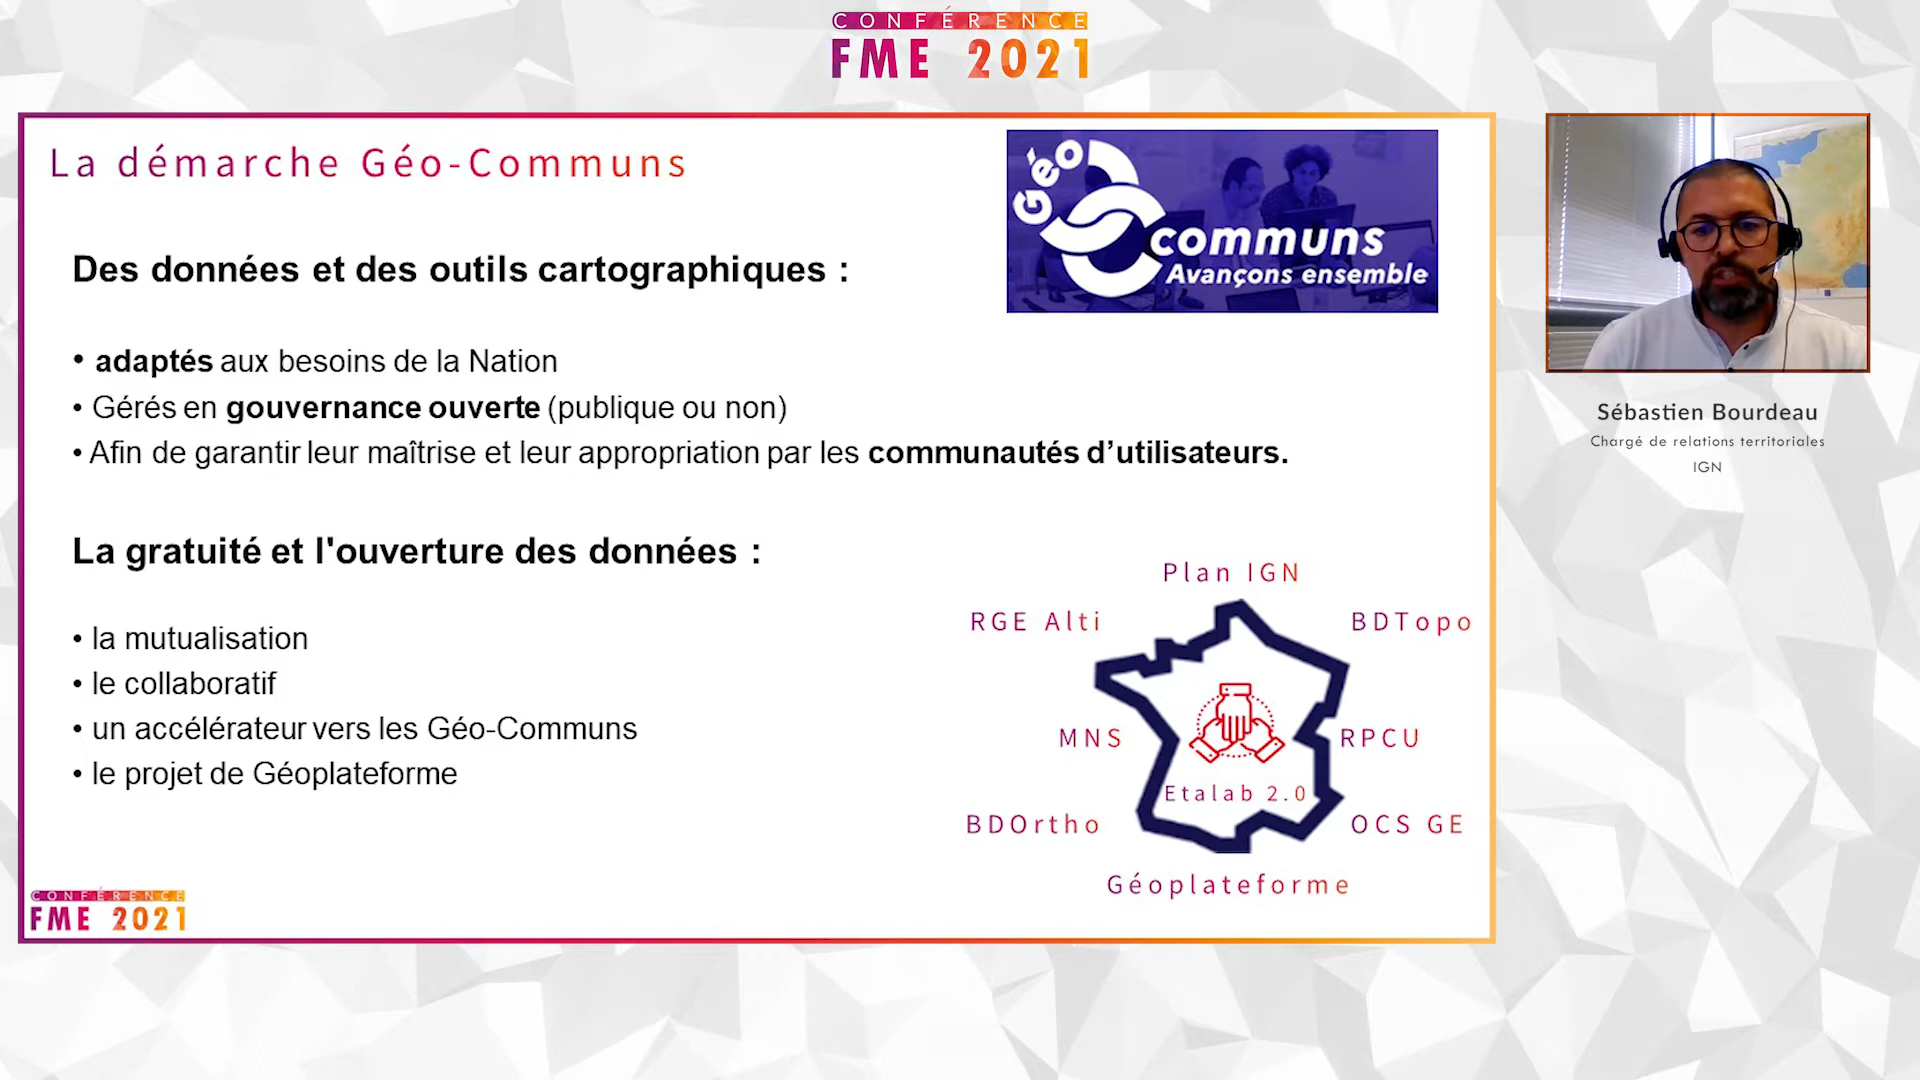 CONFÉRENCE
FME 2021
La démarche Géo-Communs
Géo
communs
Avançons ensemble
Des données et des outils cartographiques :
• adaptés aux besoins de la Nation
• Gérés en gouvernance ouverte (publique ou non)
• Afin de garantir leur maîtrise et leur appropriation par les communautés d’utilisateurs.
La gratuité et l'ouverture des données :
• la mutualisation
• le collaboratif
• un accélérateur vers les Géo-Communs
• le projet de Géoplateforme
Plan IGN
RGE Alti
BDTopo
MNS
RPCU
Etalab 2.0
BDOrtho
OCS GE
Géoplateforme
CONFÉRENCE
FME 2021
Sébastien Bourdeau
Chargé de relations territoriales
IGN